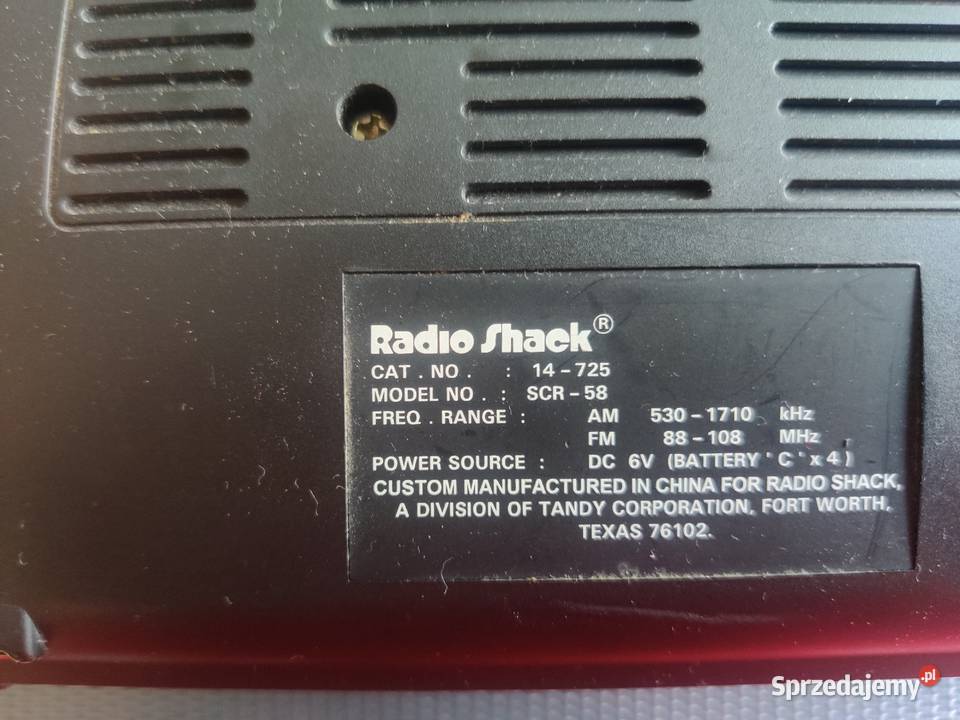 Radio Shack®
CAT . NO . : 14 - 725
MODEL NO . : SCR - 58
FREQ . RANGE : AM 530 - 1710 kHz
FM 88 - 108 MHz
POWER SOURCE : DC 6V (BATTERY ' C ' x 4 )
CUSTOM MANUFACTURED IN CHINA FOR RADIO SHACK,
A DIVISION OF TANDY CORPORATION, FORT WORTH,
TEXAS 76102.
Sprzedajemy.pl